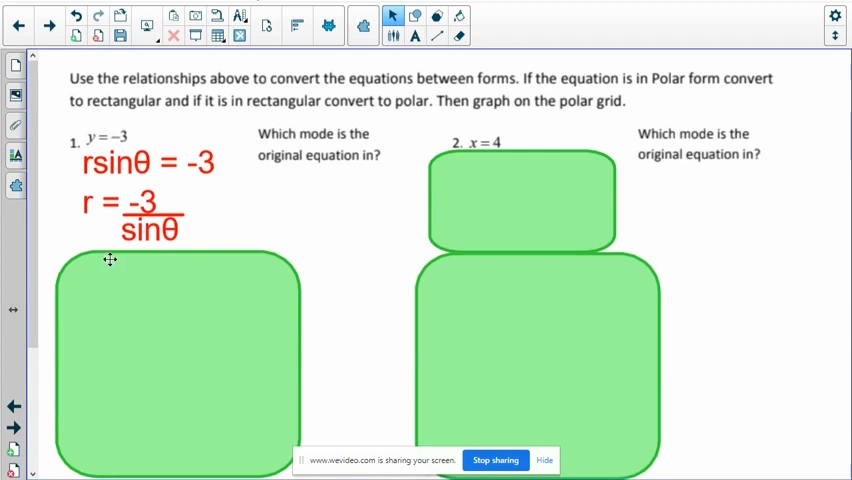 Use the relationships above to convert the equations between forms. If the equation is in Polar form convert
to rectangular and if it is in rectangular convert to polar. Then graph on the polar grid.
1. y = −3
Which mode is the
original equation in?
rsinθ = -3
r = -3
sinθ
2. x = 4
Which mode is the
original equation in?
www.wevideo.com is sharing your screen.
Stop sharing
Hide